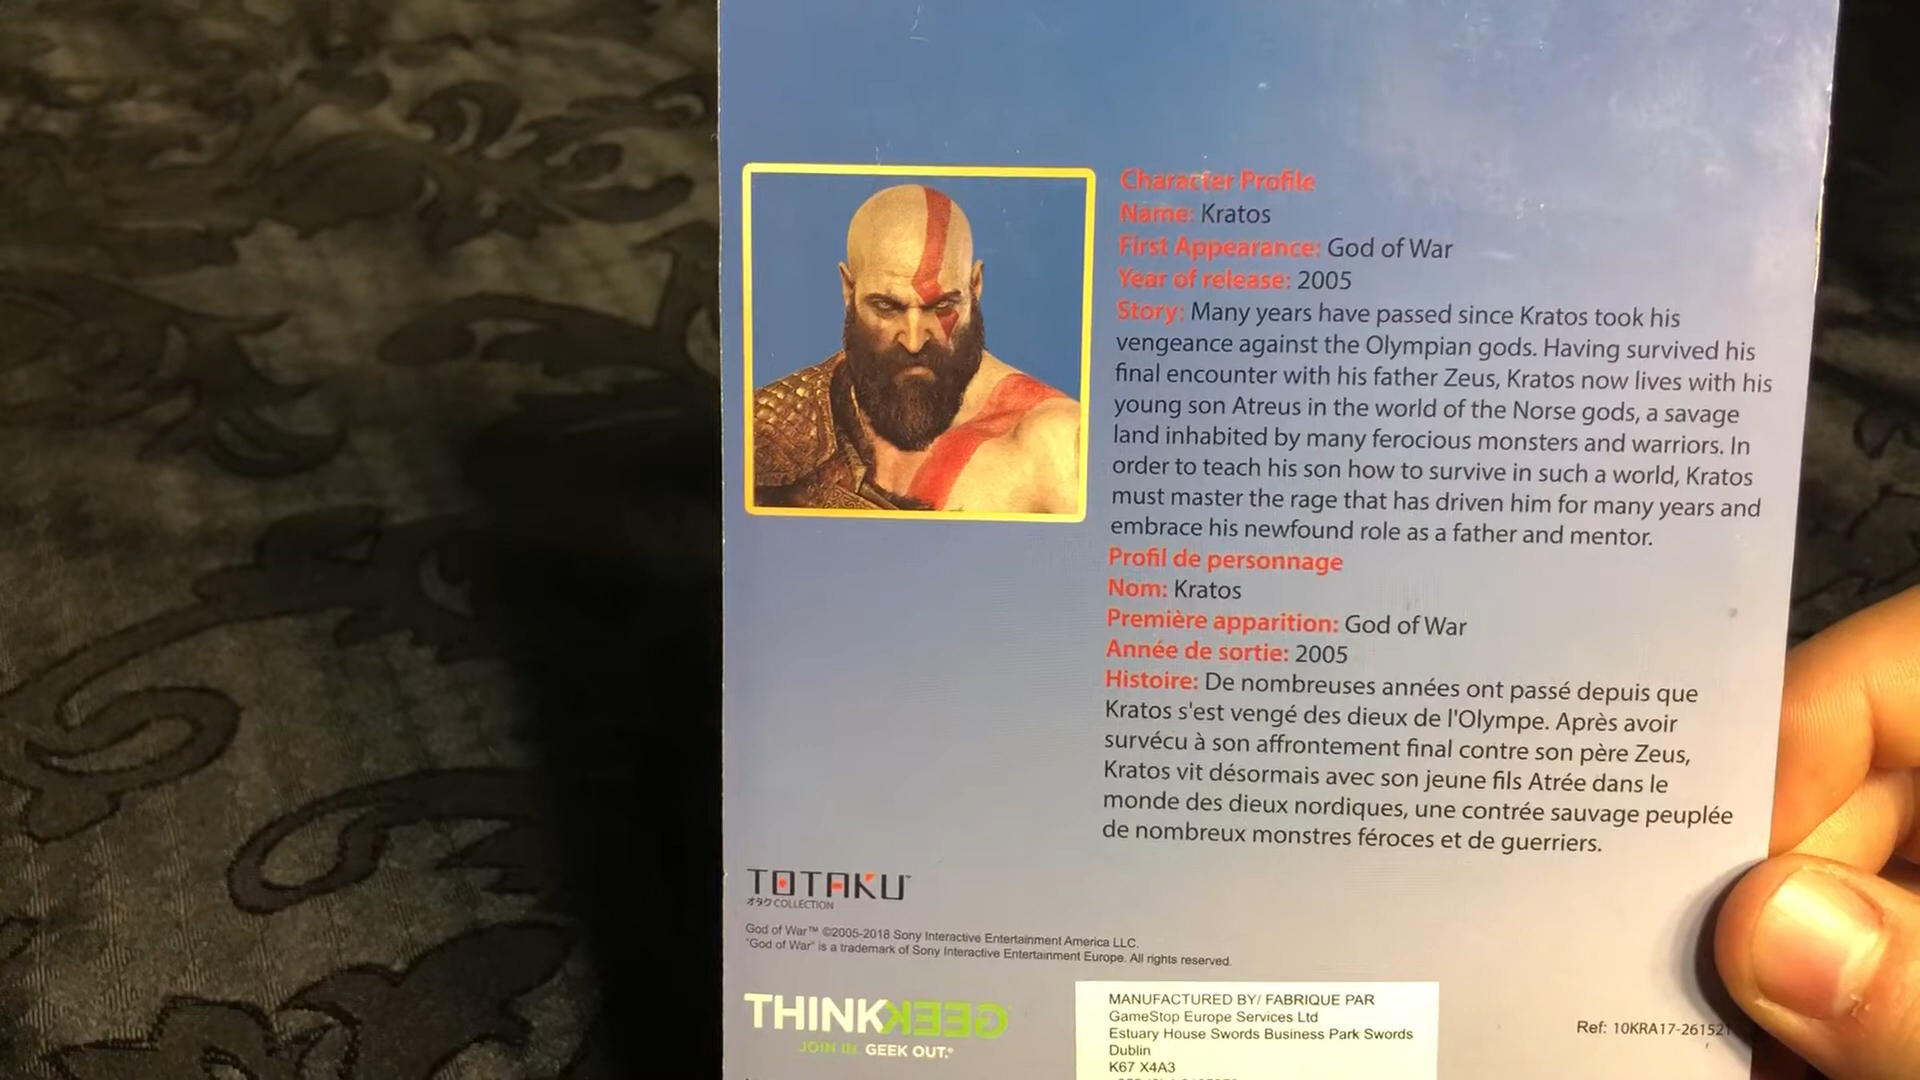 Character Profile
Name: Kratos
First Appearance: God of War
Year of release: 2005
Story: Many years have passed since Kratos took his
vengeance against the Olympian gods. Having survived his
final encounter with his father Zeus, Kratos now lives with his
young son Atreus in the world of the Norse gods, a savage
land inhabited by many ferocious monsters and warriors. In
order to teach his son how to survive in such a world, Kratos
must master the rage that has driven him for many years and
embrace his newfound role as a father and mentor.
Profil de personnage
Nom: Kratos
Première apparition: God of War
Année de sortie: 2005
Histoire: De nombreuses années ont passé depuis que
Kratos s'est vengé des dieux de l'Olympe. Après avoir
survécu à son affrontement final contre son père Zeus,
Kratos vit désormais avec son jeune fils Atrée dans le
monde des dieux nordiques, une contrée sauvage peuplée
de nombreux monstres féroces et de guerriers.
TOTAKU™
オタク COLLECTION
God of War™ ©2005-2018 Sony Interactive Entertainment America LLC.
"God of War" is a trademark of Sony Interactive Entertainment Europe. All rights reserved.
THINKGEEK
JOIN IN. GEEK OUT.®
MANUFACTURED BY/ FABRIQUE PAR
GameStop Europe Services Ltd
Estuary House Swords Business Park Swords
Dublin
K67 X4A3
Ref: 10KRA17-261521